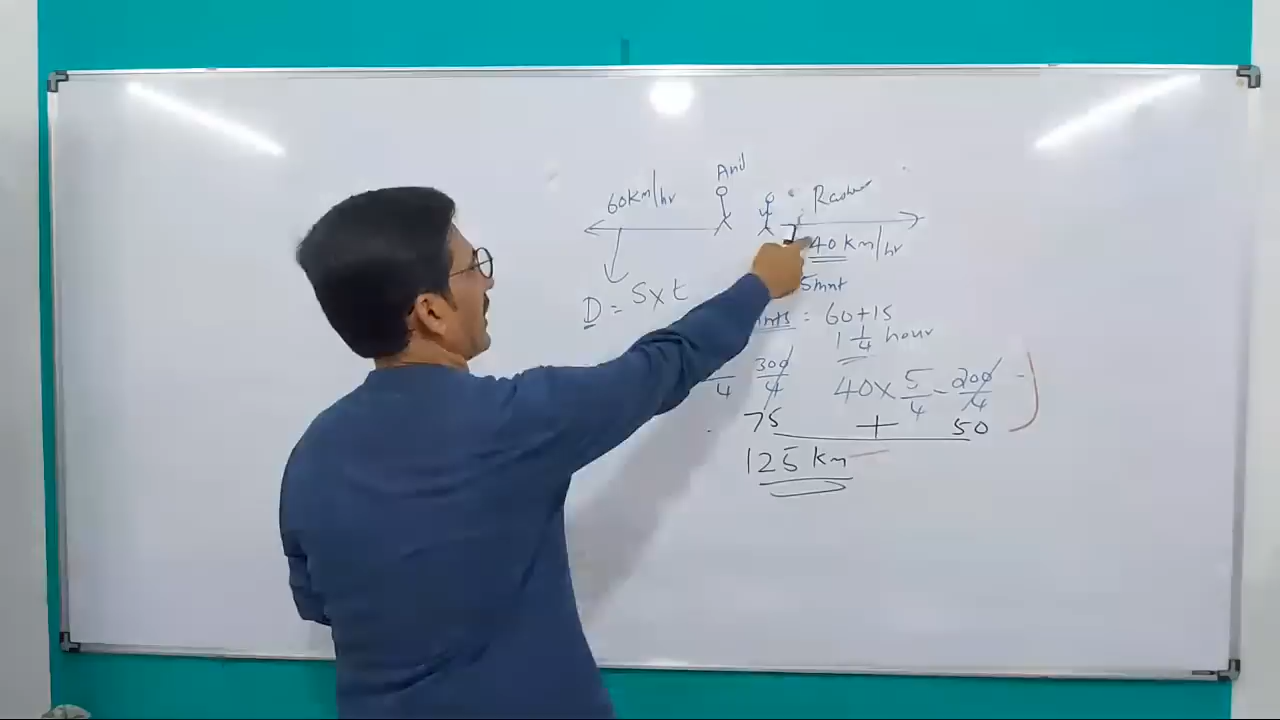 Anil
60km/hr
40 km/hr
D = S x t
5mnt
= 60+15
1 1/4 hour
4 300/4 40 x 5/4 - 200/4
75 + 50
125 km